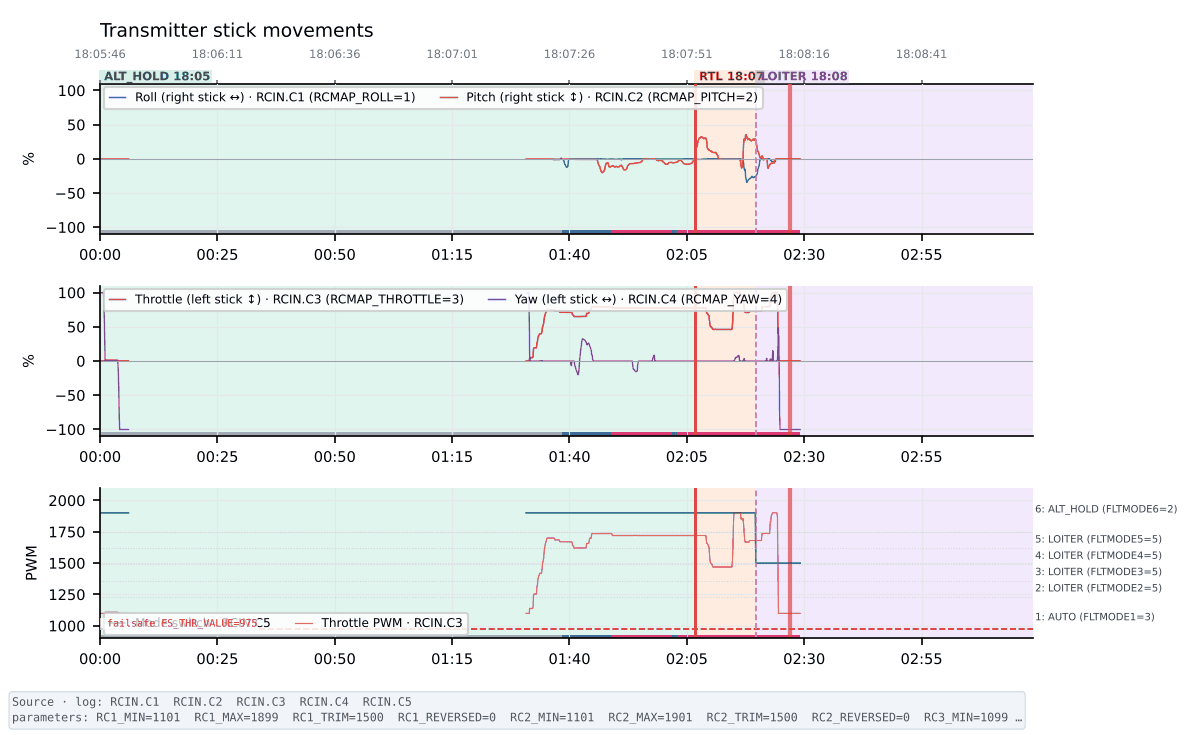 Transmitter stick movements
18:05:46 18:06:11 18:06:36 18:07:01 18:07:26 18:07:51 18:08:16 18:08:41
ALT_HOLD 18:05 RTL 18:07 LOITER 18:08
Roll (right stick ↔) · RCIN.C1 (RCMAP_ROLL=1) Pitch (right stick ↕) · RCIN.C2 (RCMAP_PITCH=2)
100
50
0
−50
−100
%
00:00 00:25 00:50 01:15 01:40 02:05 02:30 02:55
Throttle (left stick ↕) · RCIN.C3 (RCMAP_THROTTLE=3) Yaw (left stick ↔) · RCIN.C4 (RCMAP_YAW=4)
100
50
0
−50
−100
%
00:00 00:25 00:50 01:15 01:40 02:05 02:30 02:55
2000
1750
1500
1250
1000
PWM
6: ALT_HOLD (FLTMODE6=2)
5: LOITER (FLTMODE5=5)
4: LOITER (FLTMODE4=5)
3: LOITER (FLTMODE3=5)
2: LOITER (FLTMODE2=5)
1: AUTO (FLTMODE1=3)
failsafe FS_THR_VALUE=975 C5 Throttle PWM · RCIN.C3
00:00 00:25 00:50 01:15 01:40 02:05 02:30 02:55
Source · log: RCIN.C1 RCIN.C2 RCIN.C3 RCIN.C4 RCIN.C5
parameters: RC1_MIN=1101 RC1_MAX=1899 RC1_TRIM=1500 RC1_REVERSED=0 RC2_MIN=1101 RC2_MAX=1901 RC2_TRIM=1500 RC2_REVERSED=0 RC3_MIN=1099 …